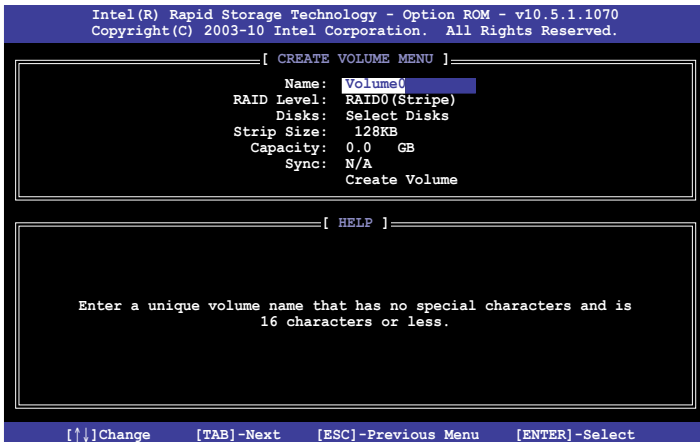 Intel(R) Rapid Storage Technology - Option ROM - v10.5.1.1070
Copyright(C) 2003-10 Intel Corporation. All Rights Reserved.
[ CREATE VOLUME MENU ]
Name: Volume0
RAID Level: RAID0(Stripe)
Disks: Select Disks
Strip Size: 128KB
Capacity: 0.0 GB
Sync: N/A
Create Volume
[ HELP ]
Enter a unique volume name that has no special characters and is
16 characters or less.
[↑↓]Change [TAB]-Next [ESC]-Previous Menu [ENTER]-Select